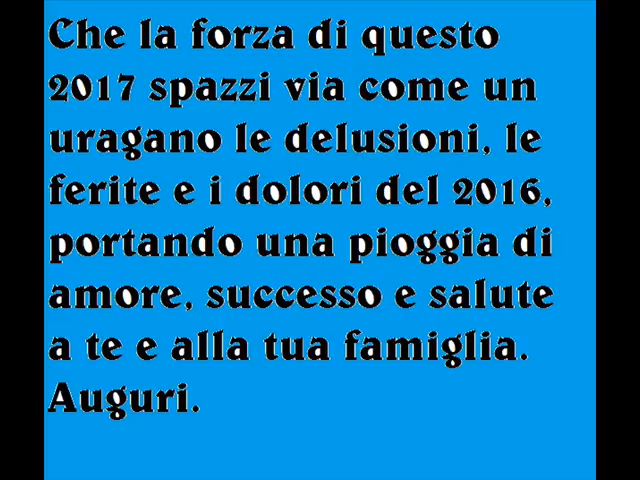 Che la forza di questo
2017 spazzi via come un
uragano le delusioni, le
ferite e i dolori del 2016,
portando una pioggia di
amore, successo e salute
a te e alla tua famiglia.
Auguri.